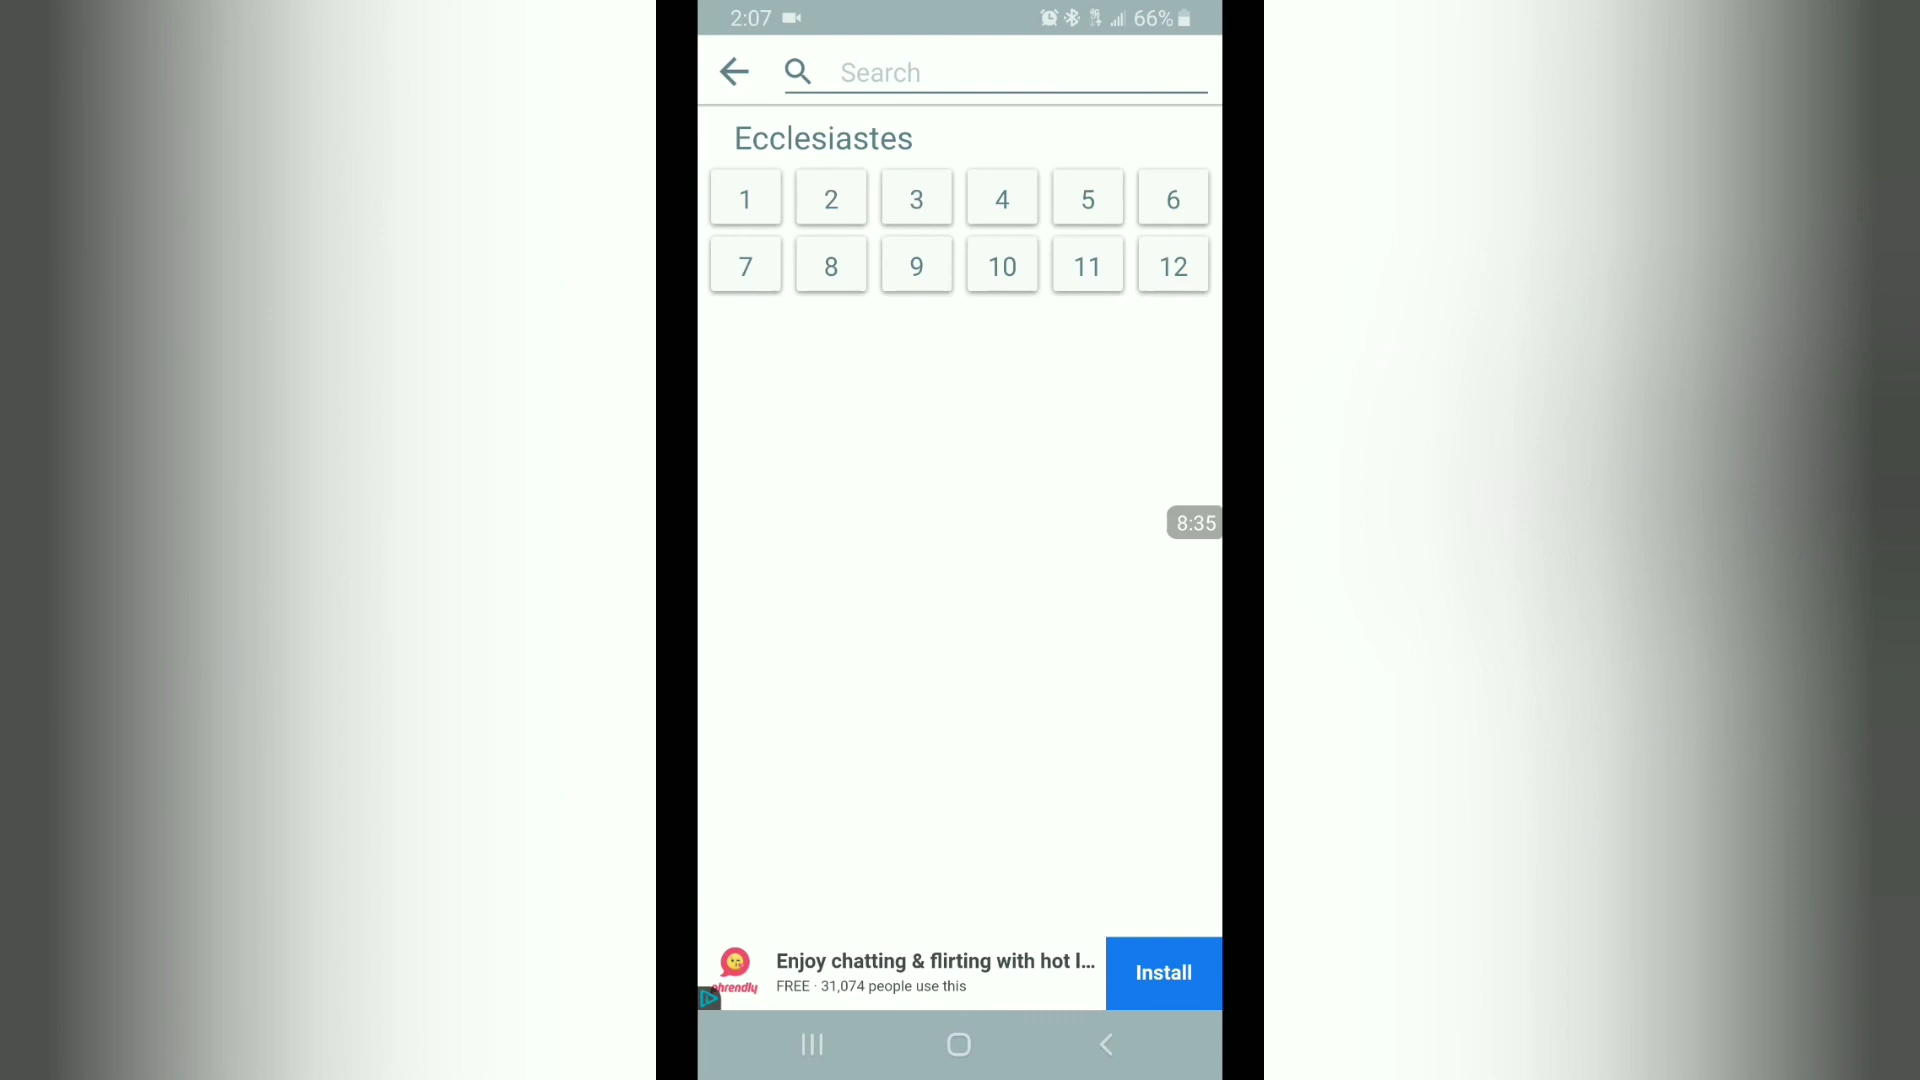 2:07
66%
Search
Ecclesiastes
1 2 3 4 5 6
7 8 9 10 11 12
8:35
Enjoy chatting & flirting with hot l...
FREE · 31,074 people use this
Install